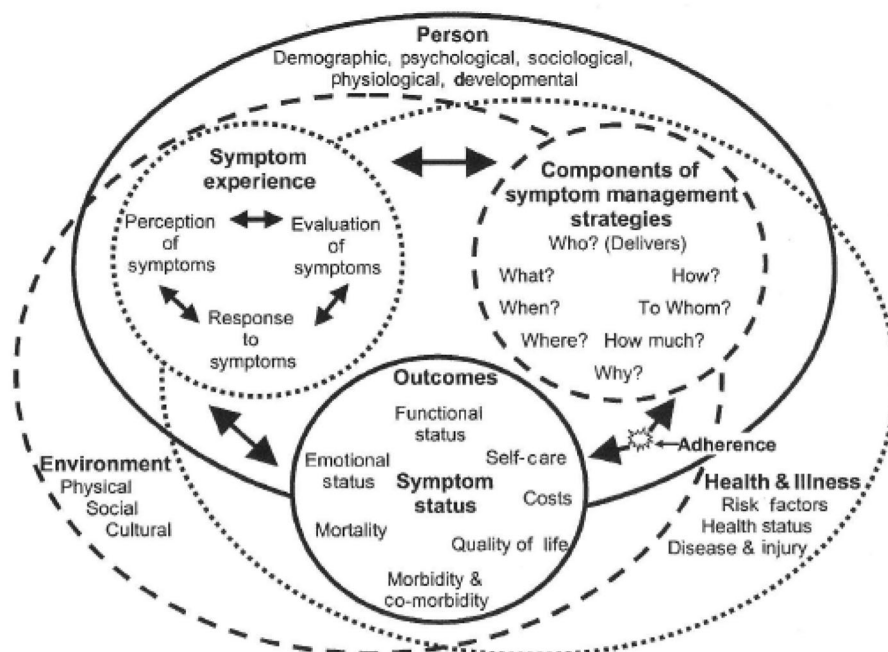 Person
Demographic, psychological, sociological,
physiological, developmental
Symptom
experience
Perception
of
symptoms
Evaluation
of
symptoms
Response
to
symptoms
Components of
symptom management
strategies
Who? (Delivers)
What? How?
When? To Whom?
Where? How much?
Why?
Outcomes
Functional
status
Emotional
status
Self-care
Symptom
status
Costs
Mortality
Quality of life
Morbidity &
co-morbidity
Adherence
Environment
Physical
Social
Cultural
Health & Illness
Risk factors
Health status
Disease & injury